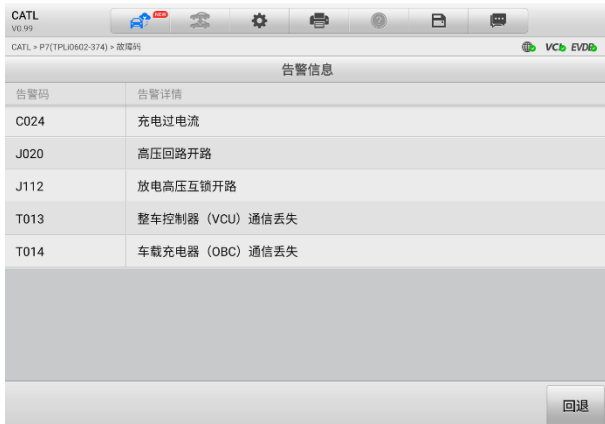 CATL
V0.99
NEW
CATL > P7(TPLi0602-374) > 故障码
VCI
EVDB
告警信息
告警码 告警详情
C024 充电过电流
J020 高压回路开路
J112 放电高压互锁开路
T013 整车控制器（VCU）通信丢失
T014 车载充电器（OBC）通信丢失
回退